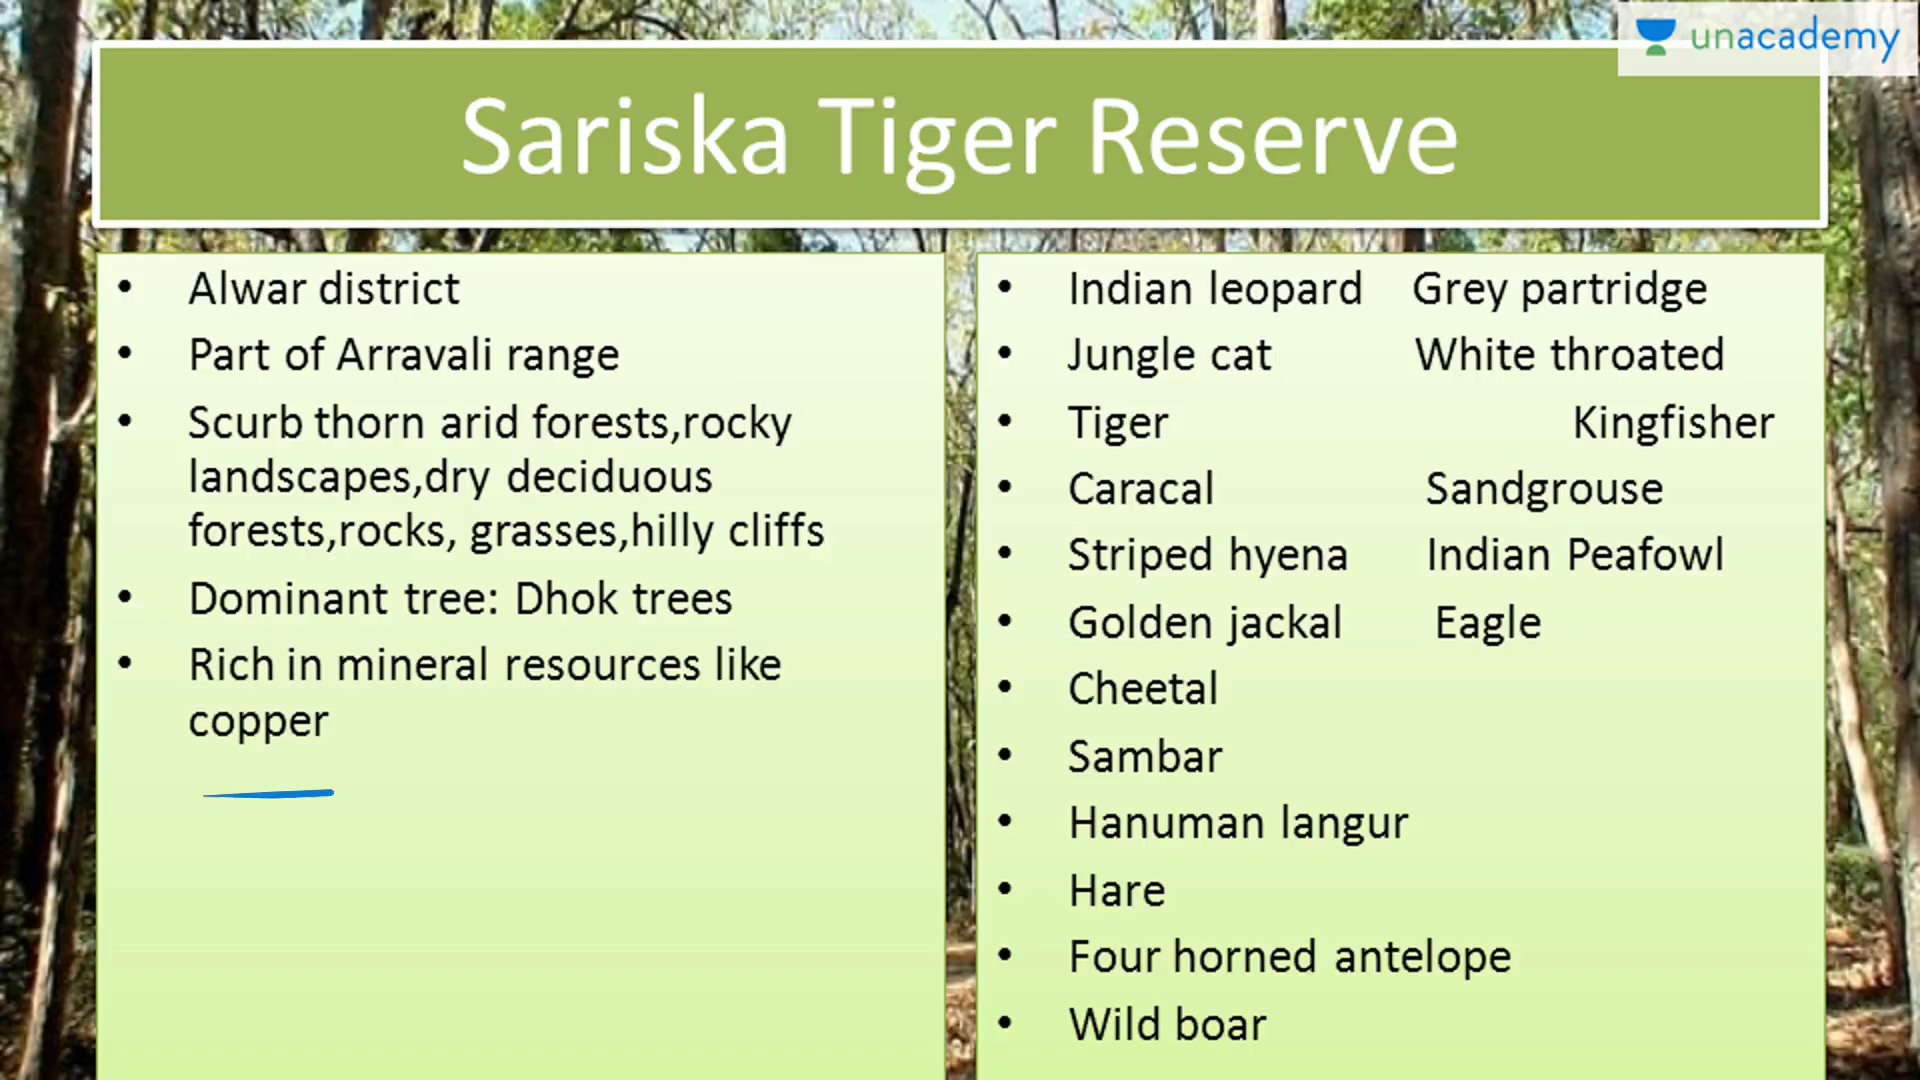 unacademy
Sariska Tiger Reserve
• Alwar district
• Part of Arravali range
• Scurb thorn arid forests,rocky
landscapes,dry deciduous
forests,rocks, grasses,hilly cliffs
• Dominant tree: Dhok trees
• Rich in mineral resources like
copper
• Indian leopard Grey partridge
• Jungle cat White throated
• Tiger Kingfisher
• Caracal Sandgrouse
• Striped hyena Indian Peafowl
• Golden jackal Eagle
• Cheetal
• Sambar
• Hanuman langur
• Hare
• Four horned antelope
• Wild boar